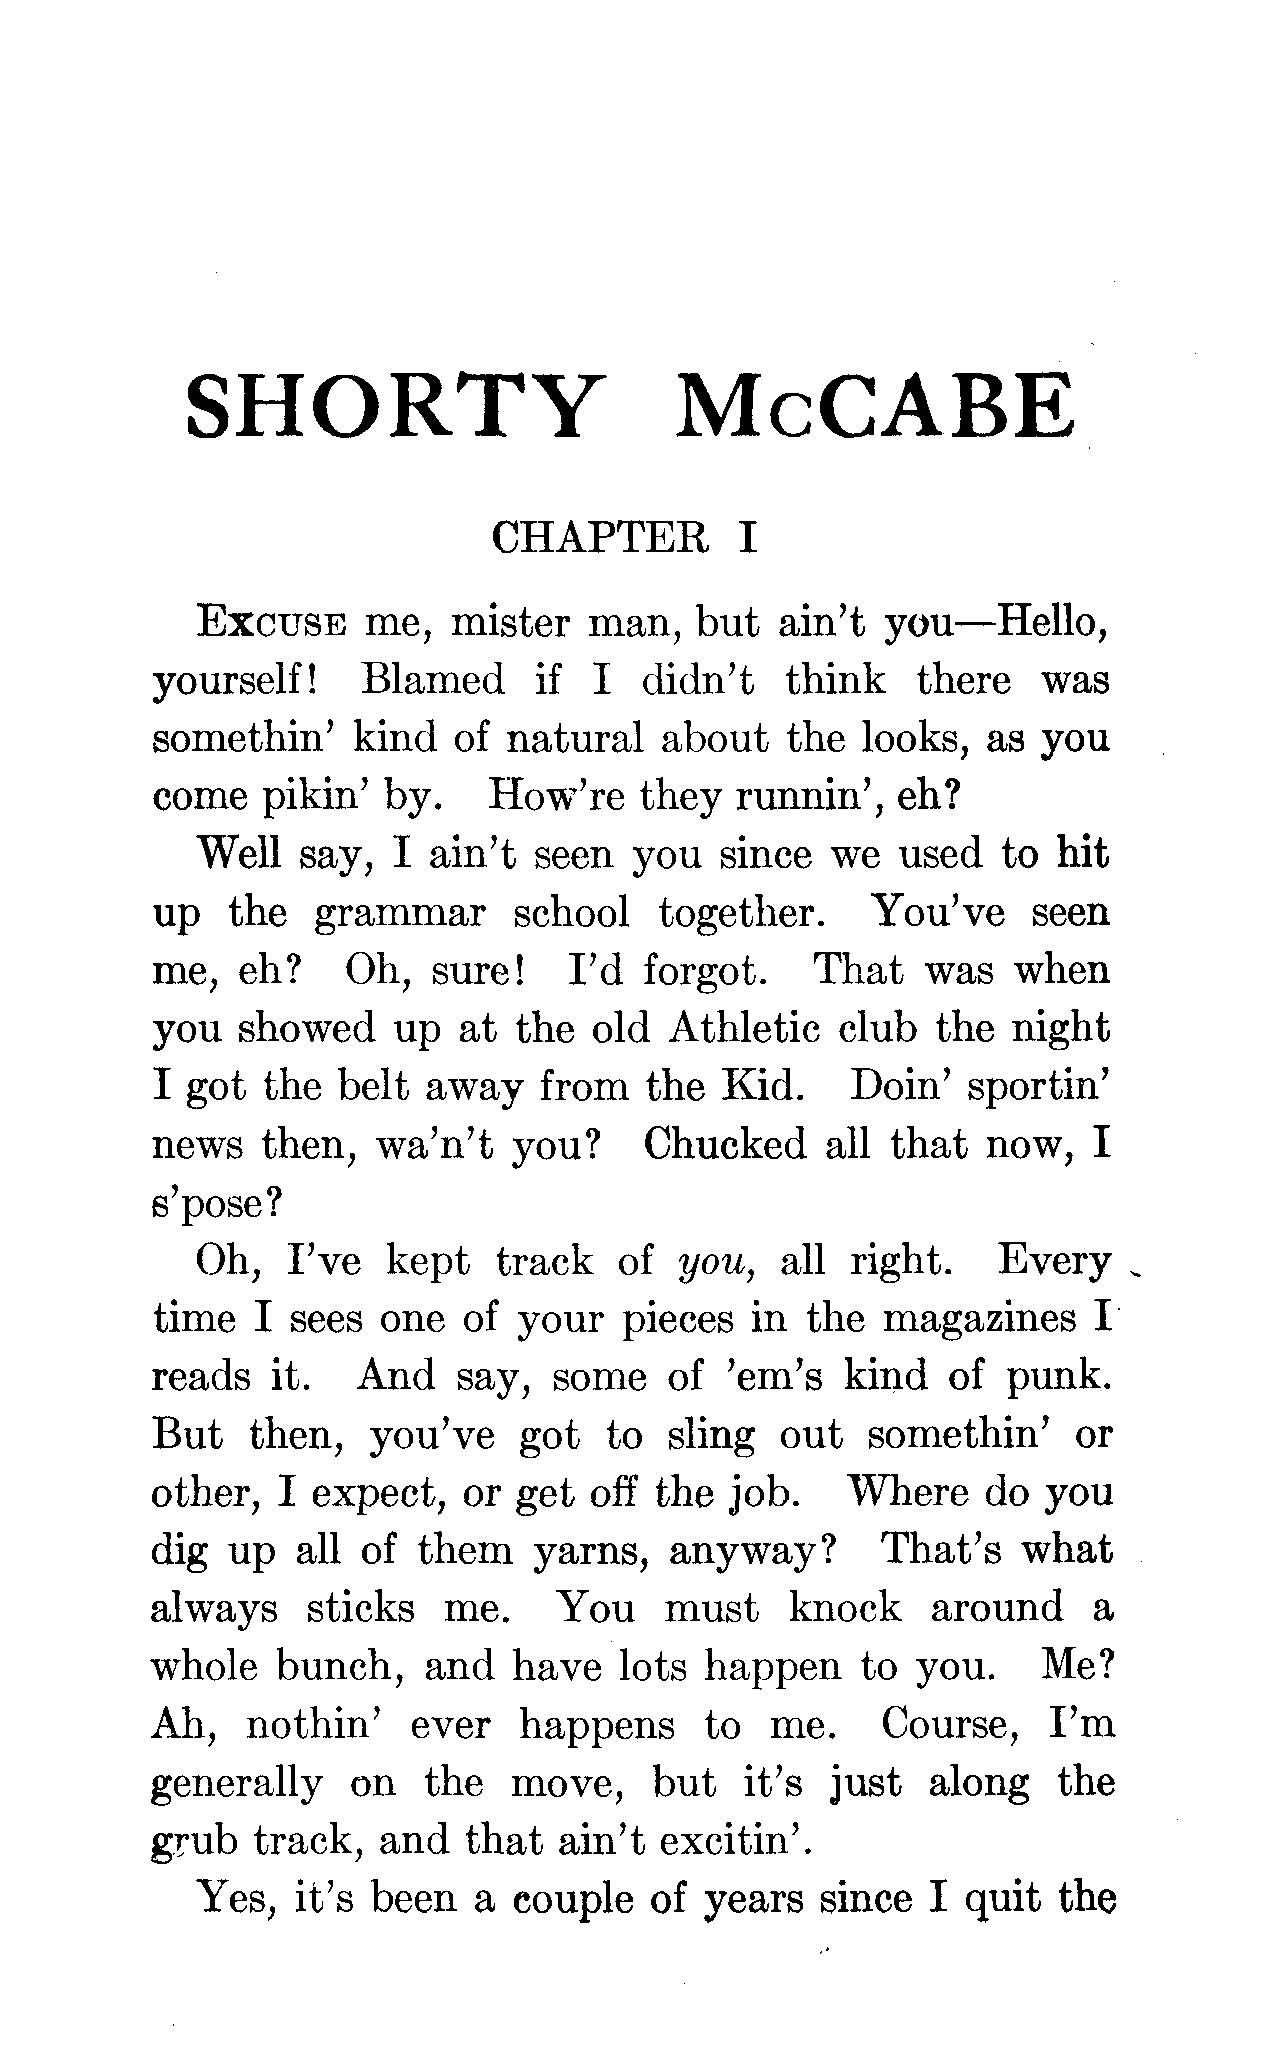 SHORTY McCABE
CHAPTER I
Excuse me, mister man, but ain't you—Hello,
yourself! Blamed if I didn't think there was
somethin' kind of natural about the looks, as you
come pikin' by. How're they runnin', eh?
Well say, I ain't seen you since we used to hit
up the grammar school together. You've seen
me, eh? Oh, sure! I'd forgot. That was when
you showed up at the old Athletic club the night
I got the belt away from the Kid. Doin' sportin'
news then, wa'n't you? Chucked all that now, I
s'pose?
Oh, I've kept track of you, all right. Every
time I sees one of your pieces in the magazines I
reads it. And say, some of 'em's kind of punk.
But then, you've got to sling out somethin' or
other, I expect, or get off the job. Where do you
dig up all of them yarns, anyway? That's what
always sticks me. You must knock around a
whole bunch, and have lots happen to you. Me?
Ah, nothin' ever happens to me. Course, I'm
generally on the move, but it's just along the
grub track, and that ain't excitin'.
Yes, it's been a couple of years since I quit the